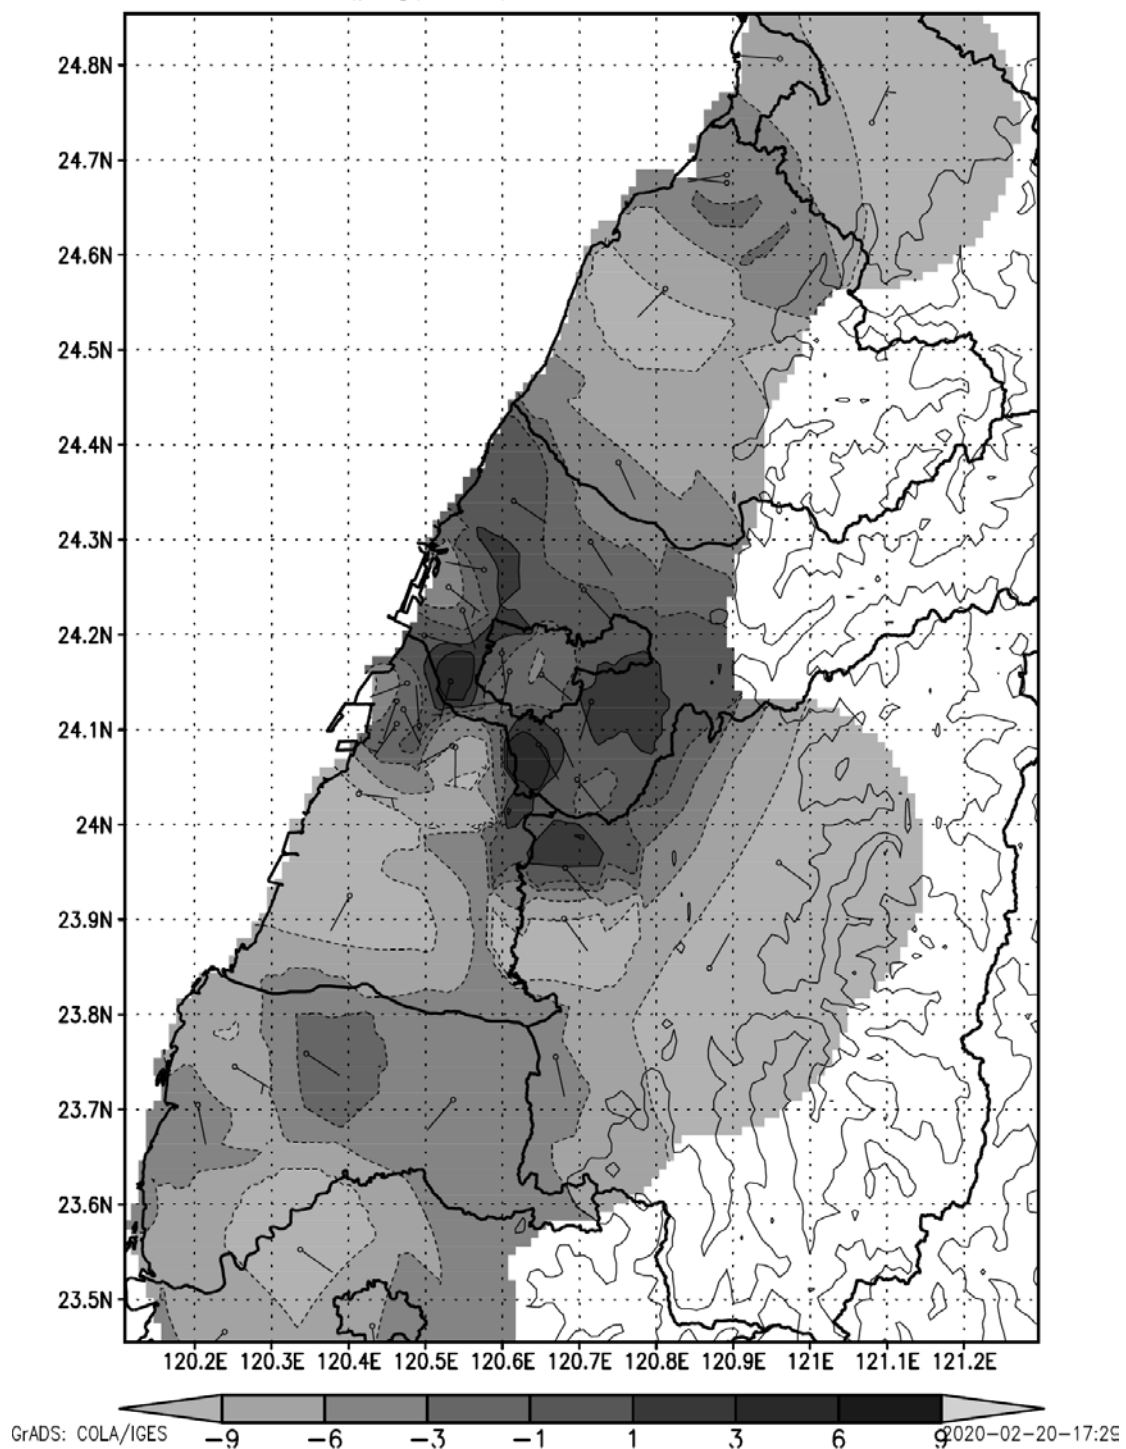 24.8N
24.7N
24.6N
24.5N
24.4N
24.3N
24.2N
24.1N
24N
23.9N
23.8N
23.7N
23.6N
23.5N
120.2E 120.3E 120.4E 120.5E 120.6E 120.7E 120.8E 120.9E 121E 121.1E 121.2E
-9 -6 -3 -1 1 3 6 9
GrADS: COLA/IGES 2020-02-20-17:29